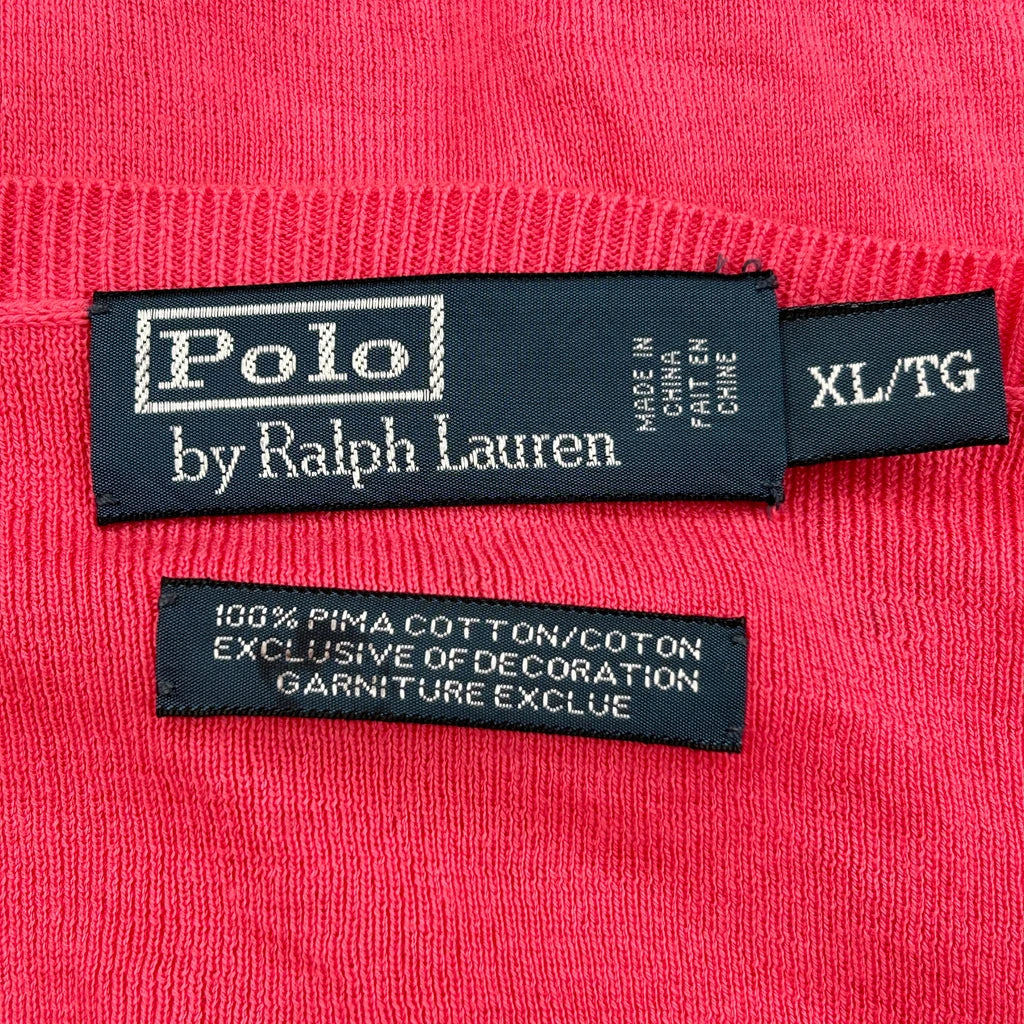 Polo
by Ralph Lauren
MADE IN
CHINA
FAIT EN
CHINE
XL/TG
100% PIMA COTTON/COTON
EXCLUSIVE OF DECORATION
GARNITURE EXCLUE